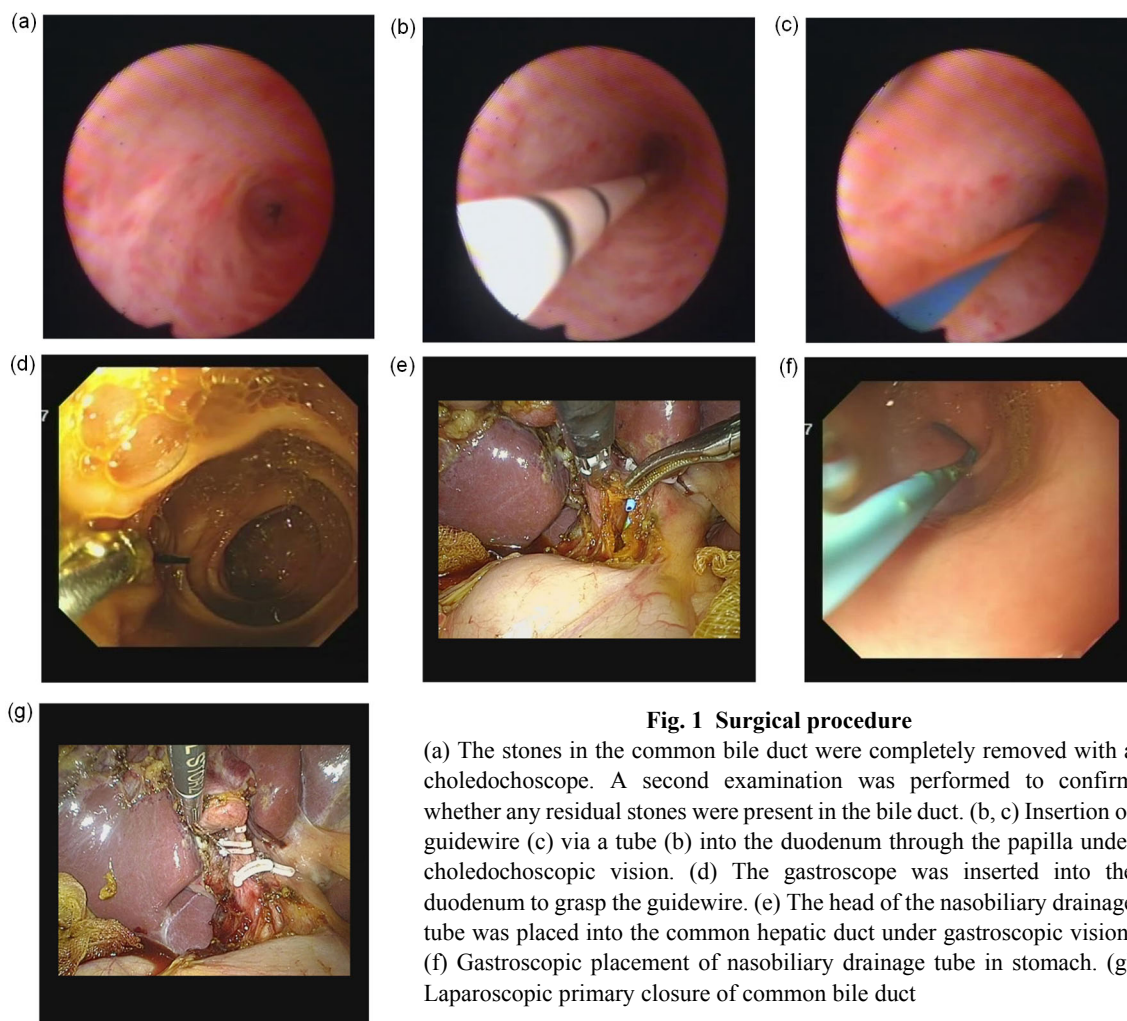 (a)
(b)
(c)
(d)
7
(e)
(f)
7
(g)
Fig. 1 Surgical procedure
(a) The stones in the common bile duct were completely removed with a
choledochoscope. A second examination was performed to confirm
whether any residual stones were present in the bile duct. (b, c) Insertion o
guidewire (c) via a tube (b) into the duodenum through the papilla unde
choledochoscopic vision. (d) The gastroscope was inserted into the
duodenum to grasp the guidewire. (e) The head of the nasobiliary drainage
tube was placed into the common hepatic duct under gastroscopic vision
(f) Gastroscopic placement of nasobiliary drainage tube in stomach. (g
Laparoscopic primary closure of common bile duct